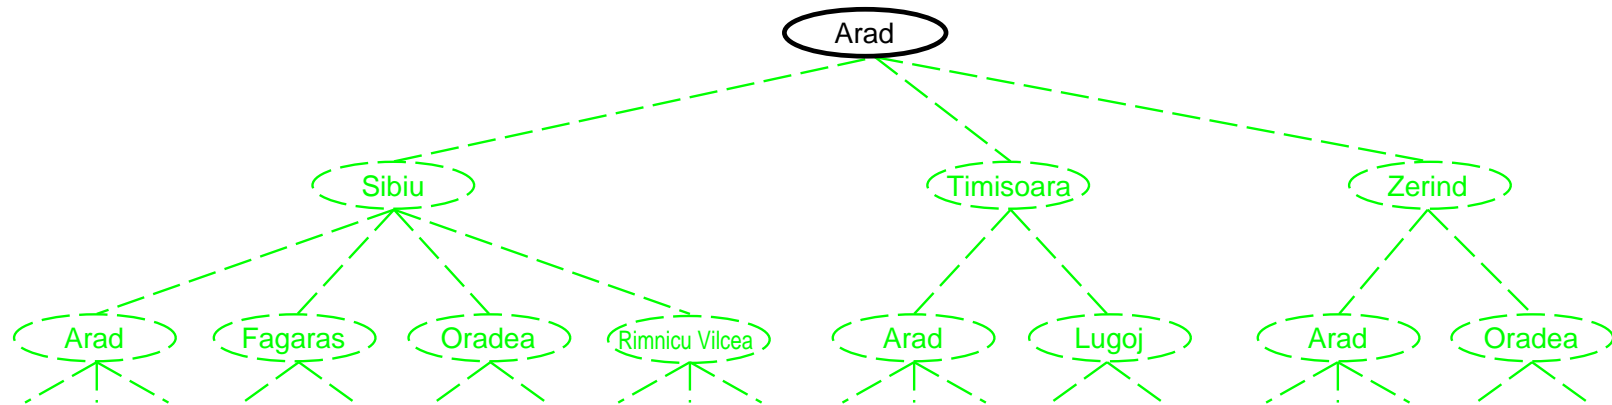 Arad
Sibiu
Timisoara
Zerind
Arad
Fagaras
Oradea
Rimnicu Vilcea
Arad
Lugoj
Arad
Oradea